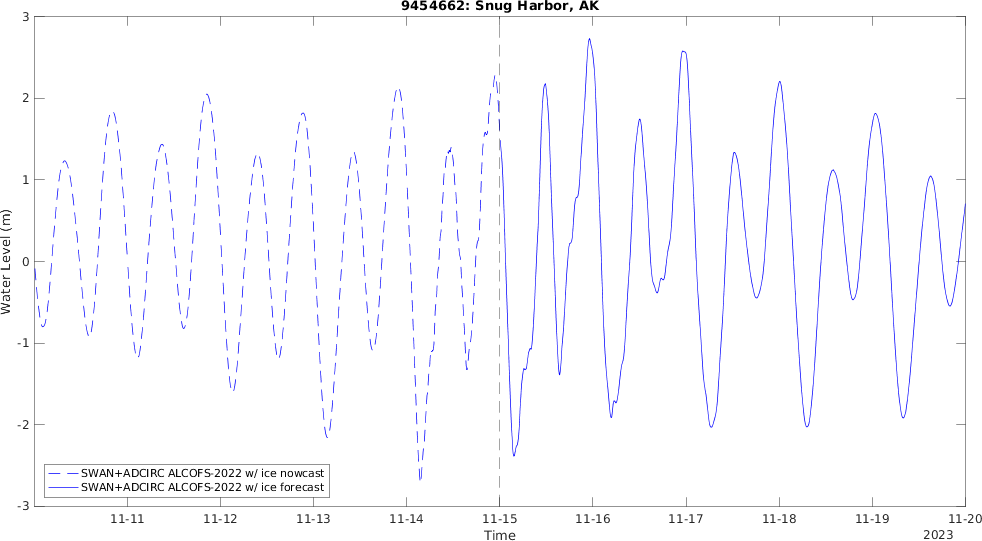 9454662: Snug Harbor, AK
Water Level (m)
3
2
1
0
-1
-2
-3
SWAN+ADCIRC ALCOFS-2022 w/ ice nowcast
SWAN+ADCIRC ALCOFS-2022 w/ ice forecast
11-11 11-12 11-13 11-14 11-15 11-16 11-17 11-18 11-19 11-20
Time
2023